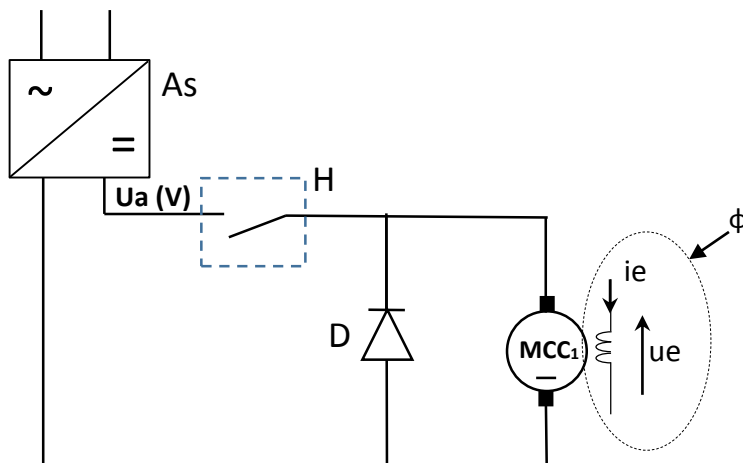 ~
As
=
Ua (V)
H
ϕ
ie
D
MCC₁
ue